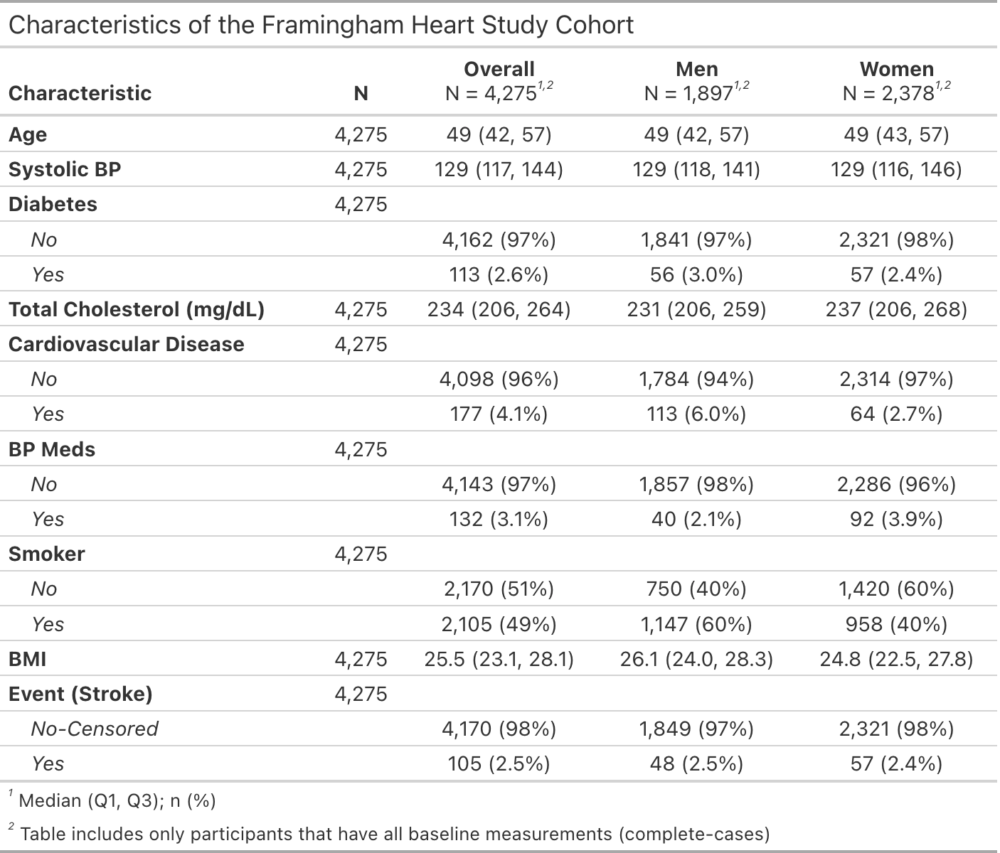 Characteristics of the Framingham Heart Study Cohort
Characteristic N Overall N = 4,275¹,² Men N = 1,897¹,² Women N = 2,378¹,²
Age 4,275 49 (42, 57) 49 (42, 57) 49 (43, 57)
Systolic BP 4,275 129 (117, 144) 129 (118, 141) 129 (116, 146)
Diabetes 4,275
No 4,162 (97%) 1,841 (97%) 2,321 (98%)
Yes 113 (2.6%) 56 (3.0%) 57 (2.4%)
Total Cholesterol (mg/dL) 4,275 234 (206, 264) 231 (206, 259) 237 (206, 268)
Cardiovascular Disease 4,275
No 4,098 (96%) 1,784 (94%) 2,314 (97%)
Yes 177 (4.1%) 113 (6.0%) 64 (2.7%)
BP Meds 4,275
No 4,143 (97%) 1,857 (98%) 2,286 (96%)
Yes 132 (3.1%) 40 (2.1%) 92 (3.9%)
Smoker 4,275
No 2,170 (51%) 750 (40%) 1,420 (60%)
Yes 2,105 (49%) 1,147 (60%) 958 (40%)
BMI 4,275 25.5 (23.1, 28.1) 26.1 (24.0, 28.3) 24.8 (22.5, 27.8)
Event (Stroke) 4,275
No-Censored 4,170 (98%) 1,849 (97%) 2,321 (98%)
Yes 105 (2.5%) 48 (2.5%) 57 (2.4%)
¹ Median (Q1, Q3); n (%)
² Table includes only participants that have all baseline measurements (complete-cases)